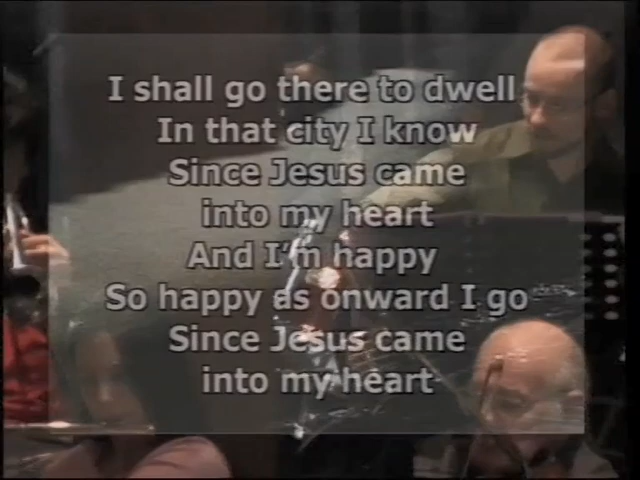 I shall go there to dwell
In that city I know
Since Jesus came
into my heart
And I'm happy
So happy as onward I go
Since Jesus came
into my heart